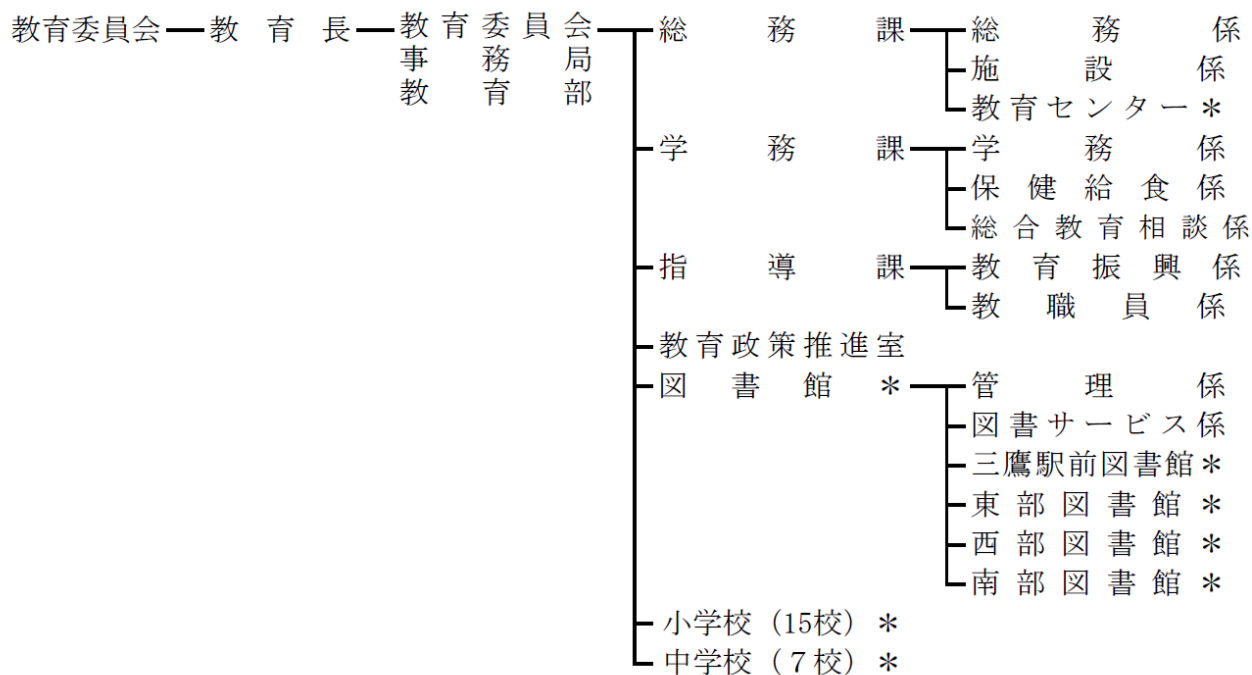 教育委員会 教育長 教育委員会 総務課 総務係
事務局 施設係
教育部 教育センター＊
学務課 学務係
保健給食係
総合教育相談係
指導課 教育振興係
教職員係
教育政策推進室
図書館＊ 管理係
図書サービス係
三鷹駅前図書館＊
東部図書館＊
西部図書館＊
南部図書館＊
小学校（15校）＊
中学校（７校）＊